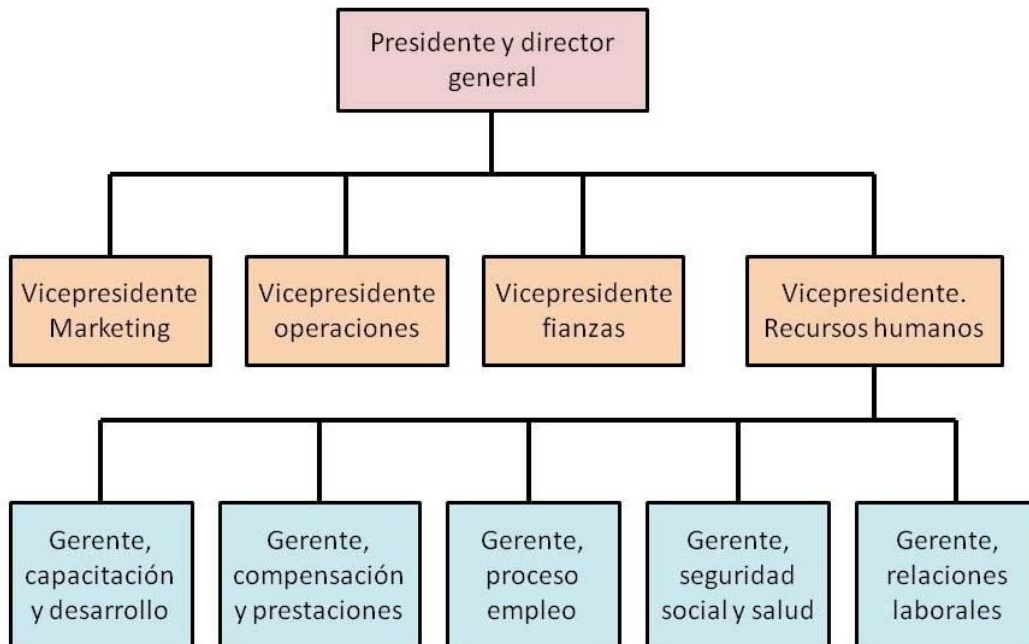 Presidente y director
general
Vicepresidente
Marketing
Vicepresidente
operaciones
Vicepresidente
fianzas
Vicepresidente.
Recursos humanos
Gerente,
capacitación
y desarrollo
Gerente,
compensación
y prestaciones
Gerente,
proceso
empleo
Gerente,
seguridad
social y salud
Gerente,
relaciones
laborales